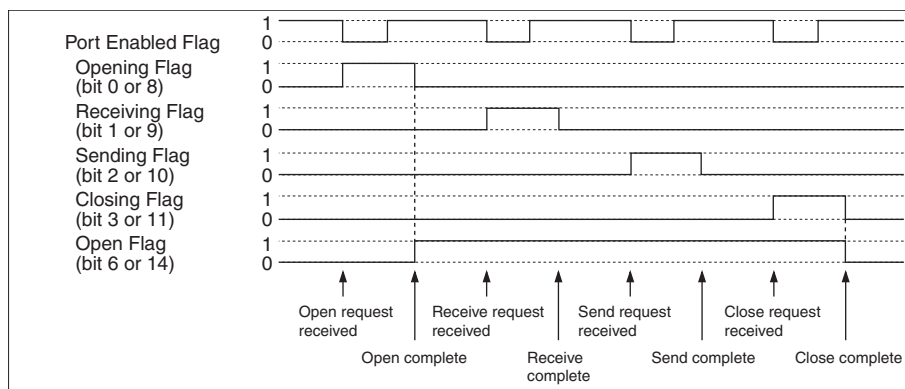 1
Port Enabled Flag
0
Opening Flag
1
(bit 0 or 8)
0
Receiving Flag
1
(bit 1 or 9)
0
Sending Flag
1
(bit 2 or 10)
0
Closing Flag
1
(bit 3 or 11)
0
Open Flag
1
(bit 6 or 14)
0
Open request
received
Receive request
received
Send request
received
Close request
received
Open complete
Receive
complete
Send complete
Close complete